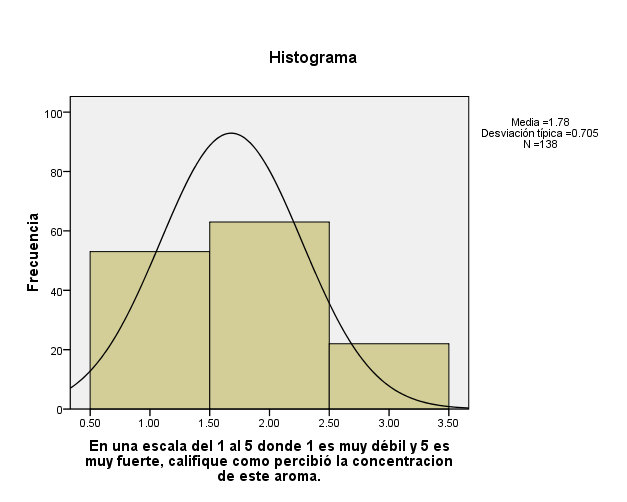 Histograma
Media =1.78
Desviación típica =0.705
N =138
100
80
60
40
20
0
Frecuencia
0.50 1.00 1.50 2.00 2.50 3.00 3.50
En una escala del 1 al 5 donde 1 es muy débil y 5 es
muy fuerte, califique como percibió la concentracion
de este aroma.